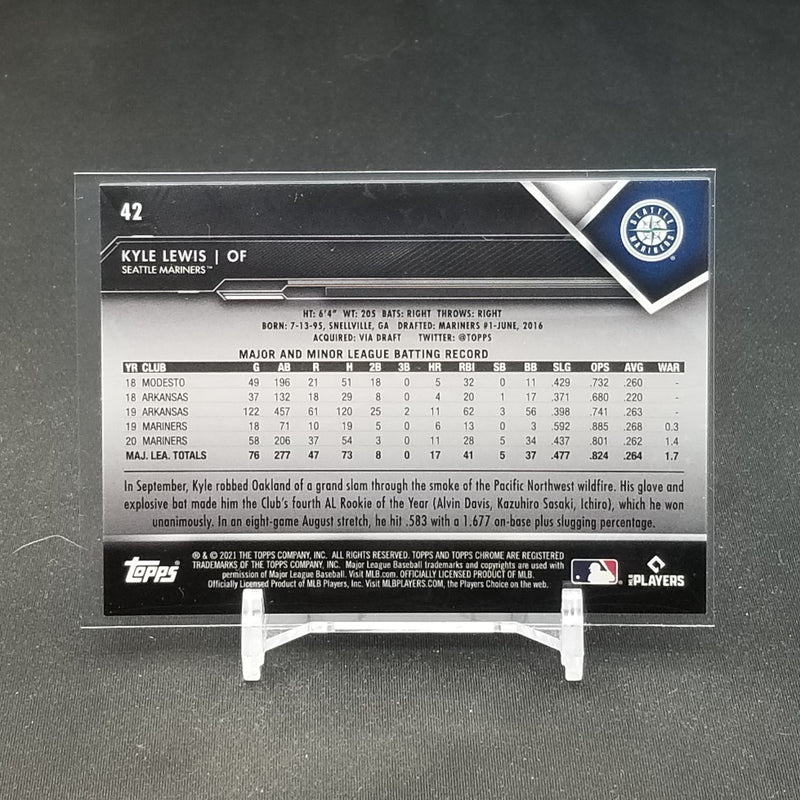 42
SEATTLE
MARINERS
KYLE LEWIS | OF
SEATTLE MARINERS™
HT: 6'4" WT: 205 BATS: RIGHT THROWS: RIGHT
BORN: 7-13-95, SNELLVILLE, GA DRAFTED: MARINERS #1-JUNE, 2016
ACQUIRED: VIA DRAFT TWITTER: @TOPPS
MAJOR AND MINOR LEAGUE BATTING RECORD
YR CLUB G AB R H 2B 3B HR RBI SB BB SLG OPS AVG WAR
18 MODESTO 49 196 21 51 18 0 5 32 0 11 .429 .732 .260 -
18 ARKANSAS 37 132 18 29 8 0 4 20 1 17 .371 .680 .220 -
19 ARKANSAS 122 457 61 120 25 2 11 62 3 56 .398 .741 .263 -
19 MARINERS 18 71 10 19 5 0 6 13 0 3 .592 .885 .268 0.3
20 MARINERS 58 206 37 54 3 0 11 28 5 34 .437 .801 .262 1.4
MAJ. LEA. TOTALS 76 277 47 73 8 0 17 41 5 37 .477 .824 .264 1.7
In September, Kyle robbed Oakland of a grand slam through the smoke of the Pacific Northwest wildfire. His glove and
explosive bat made him the Club's fourth AL Rookie of the Year (Alvin Davis, Kazuhiro Sasaki, Ichiro), which he won
unanimously. In an eight-game August stretch, he hit .583 with a 1.677 on-base plus slugging percentage.
Topps
® & © 2021 THE TOPPS COMPANY, INC. ALL RIGHTS RESERVED. TOPPS AND TOPPS CHROME ARE REGISTERED
TRADEMARKS OF THE TOPPS COMPANY, INC. Major League Baseball trademarks and copyrights are used with
permission of Major League Baseball. Visit MLB.com. OFFICIALLY LICENSED PRODUCT OF MLB.
Officially Licensed Product of MLB Players, Inc. Visit MLBPLAYERS.COM, the Players Choice on the web.
MLB PLAYERS